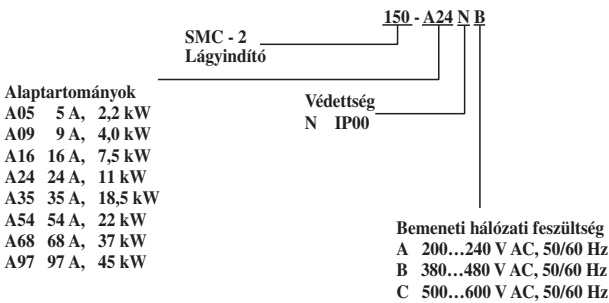 150 - A24 N B
SMC - 2
Lágyindító
Alaptartományok
A05 5 A, 2,2 kW
A09 9 A, 4,0 kW
A16 16 A, 7,5 kW
A24 24 A, 11 kW
A35 35 A, 18,5 kW
A54 54 A, 22 kW
A68 68 A, 37 kW
A97 97 A, 45 kW
Védettség
N IP00
Bemeneti hálózati feszültség
A 200…240 V AC, 50/60 Hz
B 380…480 V AC, 50/60 Hz
C 500…600 V AC, 50/60 Hz